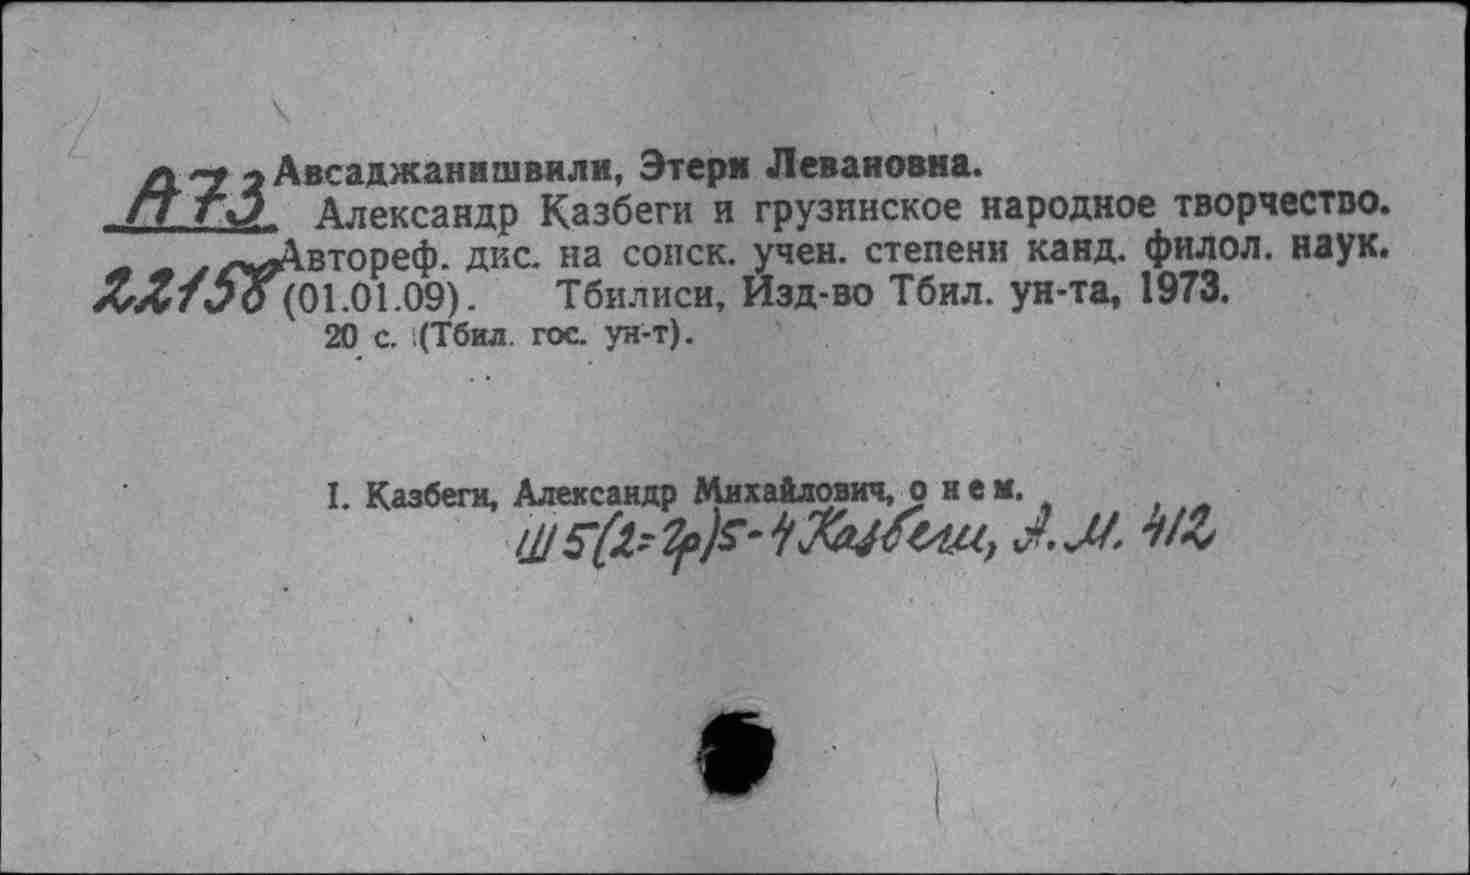 А73 Авсаджанишвили, Этери Левановна.
Александр Казбеги и грузинское народное творчество.
Автореф. дис. на соиск. учен. степени канд. филол. наук.
22158 (01.01.09). Тбилиси, Изд-во Тбил. ун-та, 1973.
20 с. (Тбил. гос. ун-т).
I. Казбеги, Александр Михайлович, о нем.
Ш5(2=Гр)5-4 Казбеги, А.М. 412